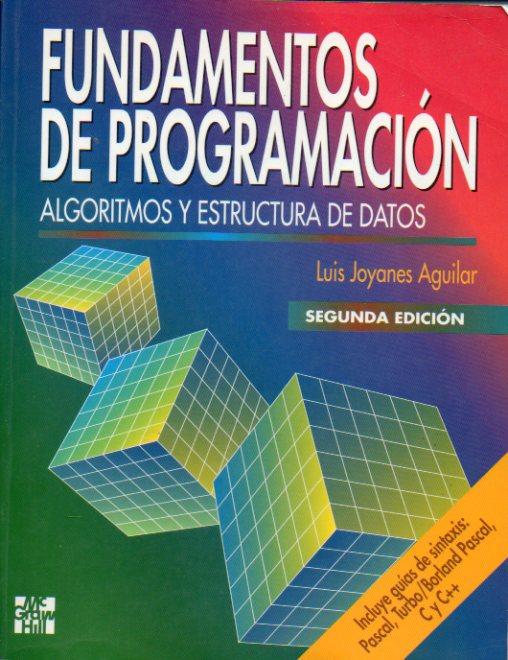 FUNDAMENTOS
DE PROGRAMACIÓN
ALGORITMOS Y ESTRUCTURA DE DATOS
Luis Joyanes Aguilar
SEGUNDA EDICIÓN
Incluye guías de sintaxis:
Pascal, Turbo/Borland Pascal,
C y C++
Mc
Graw
Hill